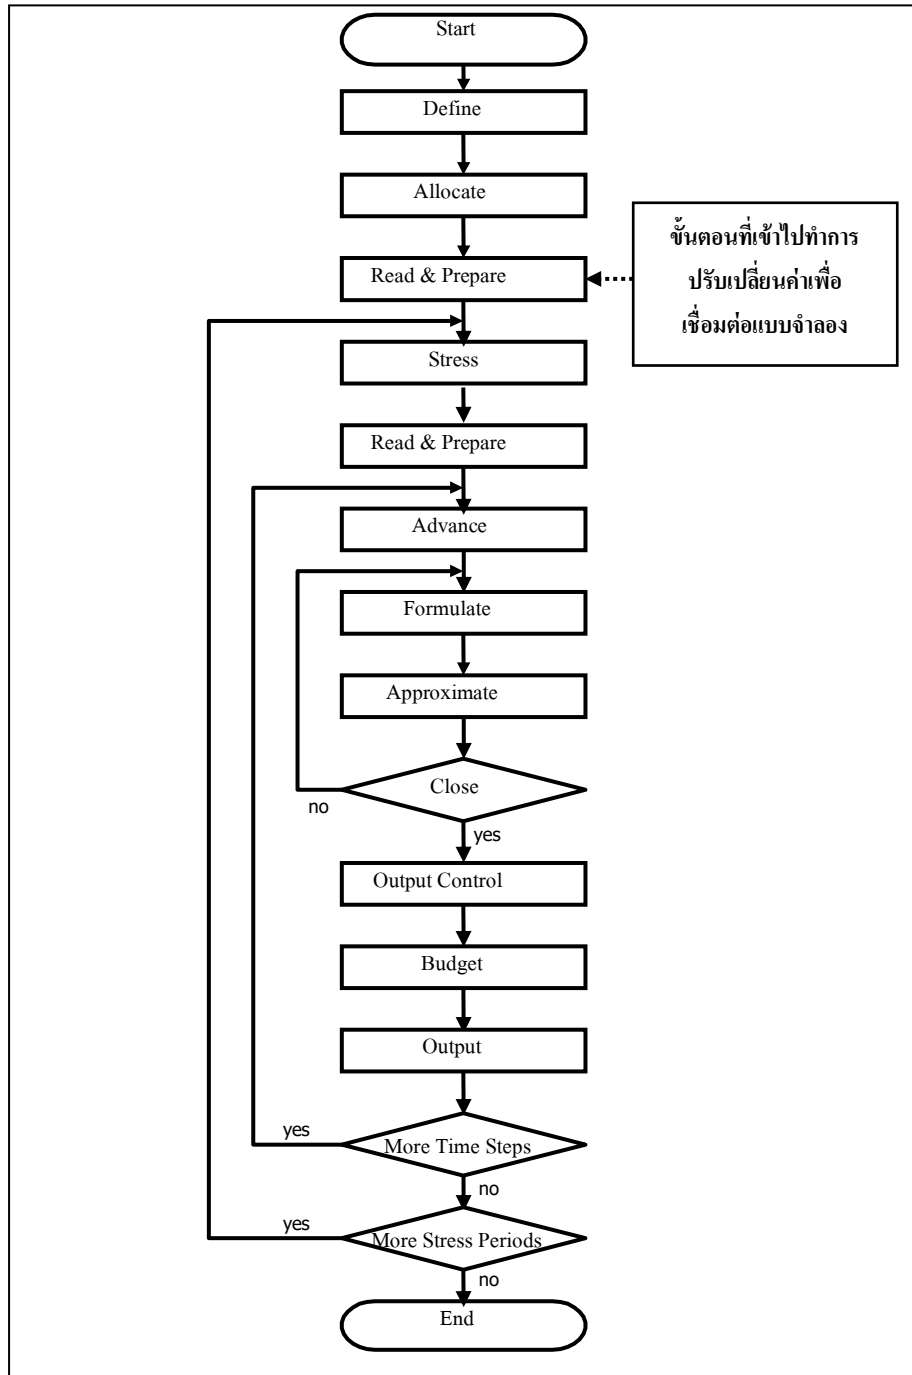 Start
Define
Allocate
Read & Prepare
ขั้นตอนที่เข้าไปทำการ
ปรับเปลี่ยนค่าเพื่อ
เชื่อมต่อแบบจำลอง
Stress
Read & Prepare
Advance
Formulate
Approximate
Close
no
yes
Output Control
Budget
Output
yes
More Time Steps
no
yes
More Stress Periods
no
End